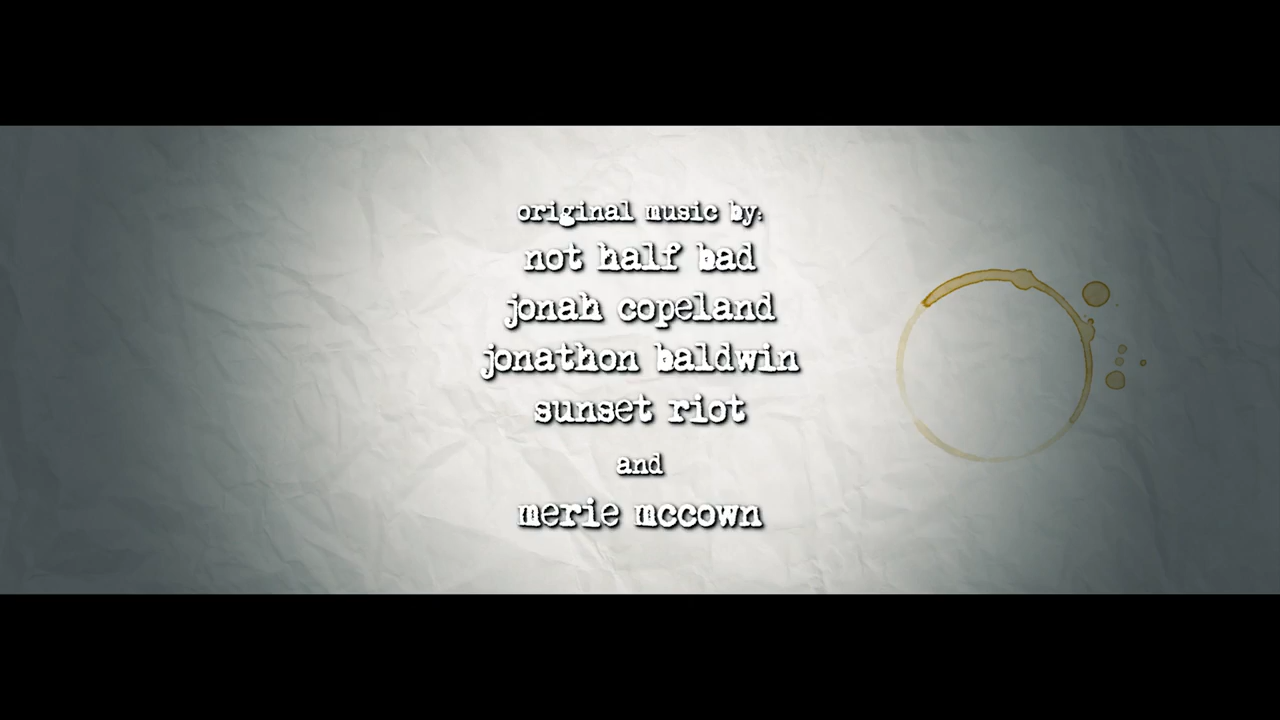 original music by:
not half bad
jonah copeland
jonathon baldwin
sunset riot
and
merie mccown